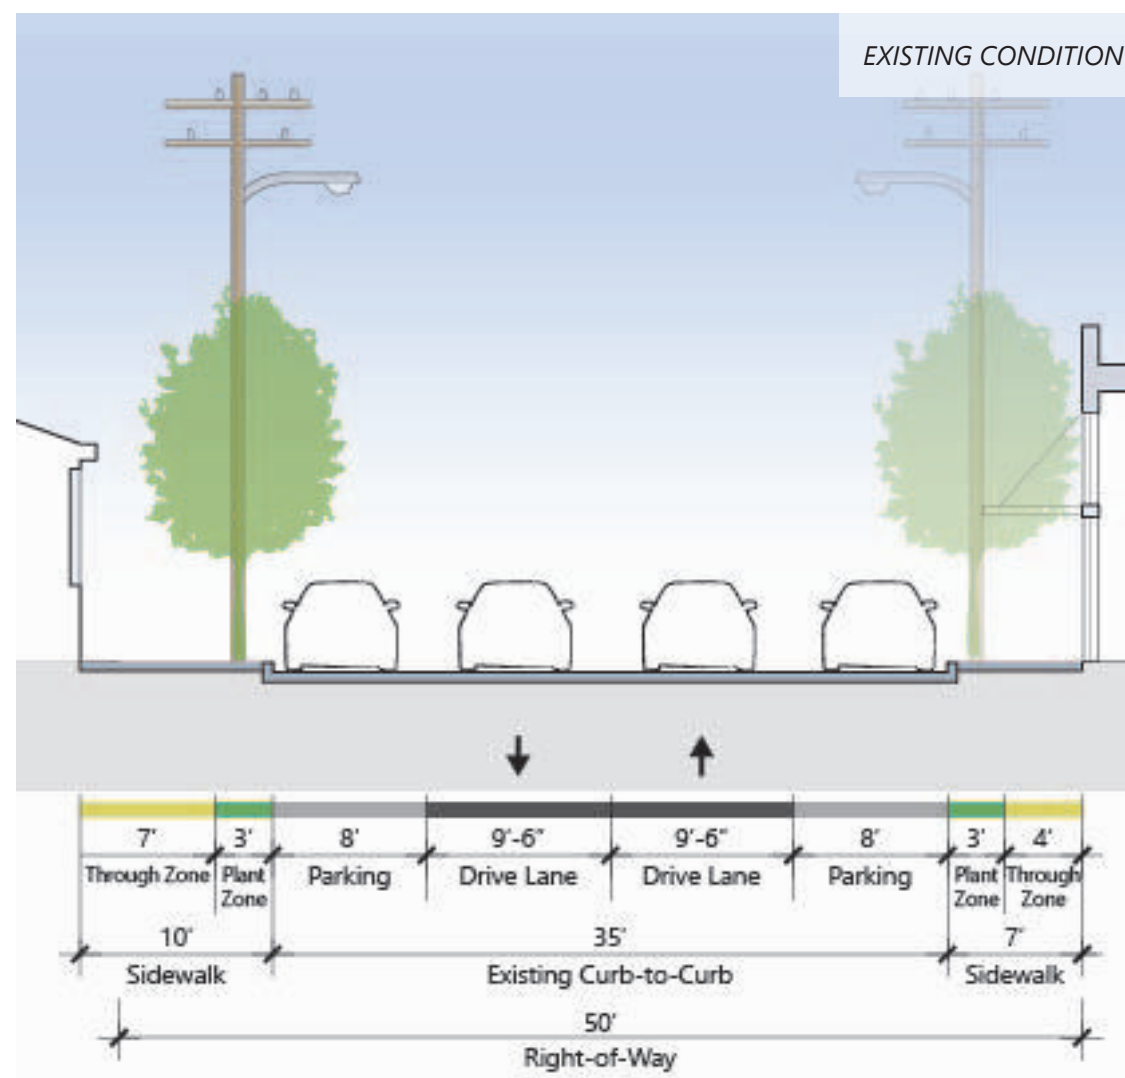 EXISTING CONDITION
7' 3' 8' 9'-6" 9'-6" 8' 3' 4'
Through Zone Plant Zone Parking Drive Lane Drive Lane Parking Plant Zone Through Zone
10' 35' 7'
Sidewalk Existing Curb-to-Curb Sidewalk
50'
Right-of-Way